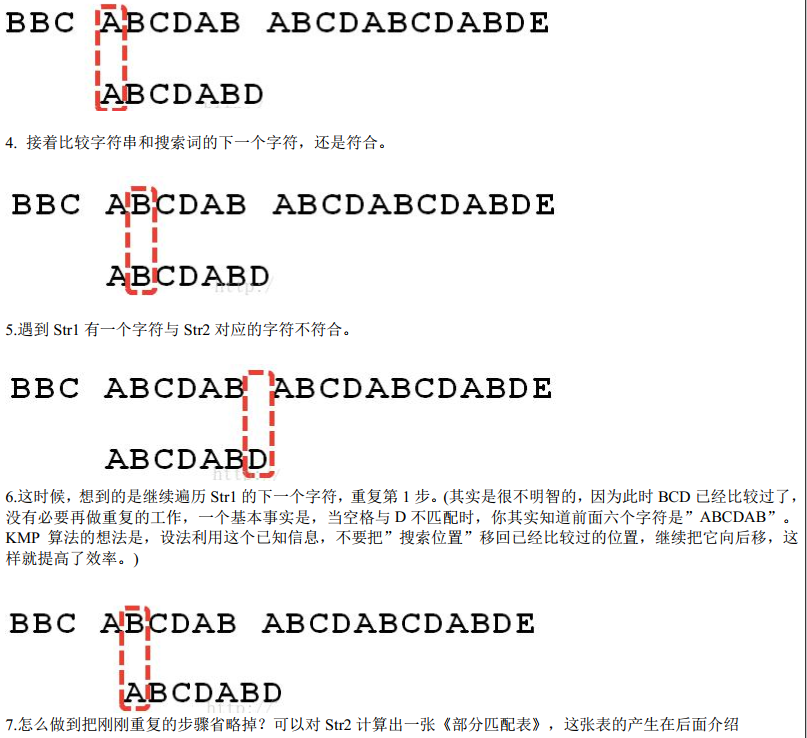 BBC ABCDAB ABCDABCDABDE
ABCDABD
4. 接着比较字符串和搜索词的下一个字符，还是符合。
BBC ABCDAB ABCDABCDABDE
ABCDABD
http://
5.遇到 Str1 有一个字符与 Str2 对应的字符不符合。
BBC ABCDAB ABCDABCDABDE
ABCDABD
6.这时候，想到的是继续遍历 Str1 的下一个字符，重复第 1 步。(其实是很不明智的，因为此时 BCD 已经比较过了，
没有必要再做重复的工作，一个基本事实是，当空格与 D 不匹配时，你其实知道前面六个字符是”ABCDAB”。
KMP 算法的想法是，设法利用这个已知信息，不要把”搜索位置”移回已经比较过的位置，继续把它向后移，这
样就提高了效率。)
BBC ABCDAB ABCDABCDABDE
ABCDABD
http://
7.怎么做到把刚刚重复的步骤省略掉？可以对 Str2 计算出一张《部分匹配表》，这张表的产生在后面介绍